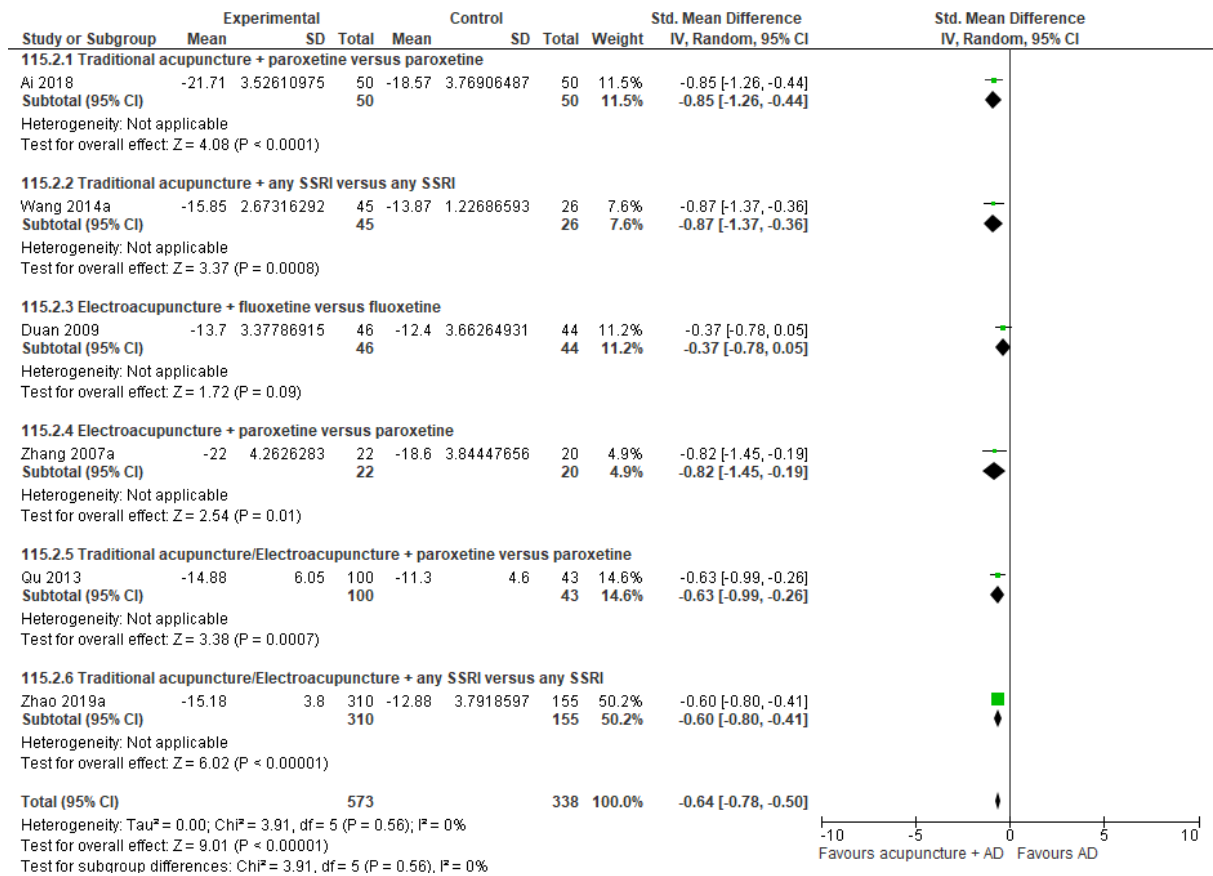 Experimental Control Std. Mean Difference Std. Mean Difference
Study or Subgroup Mean SD Total Mean SD Total Weight IV, Random, 95% CI IV, Random, 95% CI
115.2.1 Traditional acupuncture + paroxetine versus paroxetine
Ai 2018 -21.71 3.52610975 50 -18.57 3.76906487 50 11.5% -0.85 [-1.26, -0.44]
Subtotal (95% CI) 50 50 11.5% -0.85 [-1.26, -0.44]
Heterogeneity: Not applicable
Test for overall effect: Z = 4.08 (P < 0.0001)
115.2.2 Traditional acupuncture + any SSRI versus any SSRI
Wang 2014a -15.85 2.67316292 45 -13.87 1.22686593 26 7.6% -0.87 [-1.37, -0.36]
Subtotal (95% CI) 45 26 7.6% -0.87 [-1.37, -0.36]
Heterogeneity: Not applicable
Test for overall effect: Z = 3.37 (P = 0.0008)
115.2.3 Electroacupuncture + fluoxetine versus fluoxetine
Duan 2009 -13.7 3.37786915 46 -12.4 3.66264931 44 11.2% -0.37 [-0.78, 0.05]
Subtotal (95% CI) 46 44 11.2% -0.37 [-0.78, 0.05]
Heterogeneity: Not applicable
Test for overall effect: Z = 1.72 (P = 0.09)
115.2.4 Electroacupuncture + paroxetine versus paroxetine
Zhang 2007a -22 4.2626283 22 -18.6 3.84447656 20 4.9% -0.82 [-1.45, -0.19]
Subtotal (95% CI) 22 20 4.9% -0.82 [-1.45, -0.19]
Heterogeneity: Not applicable
Test for overall effect: Z = 2.54 (P = 0.01)
115.2.5 Traditional acupuncture/Electroacupuncture + paroxetine versus paroxetine
Qu 2013 -14.88 6.05 100 -11.3 4.6 43 14.6% -0.63 [-0.99, -0.26]
Subtotal (95% CI) 100 43 14.6% -0.63 [-0.99, -0.26]
Heterogeneity: Not applicable
Test for overall effect: Z = 3.38 (P = 0.0007)
115.2.6 Traditional acupuncture/Electroacupuncture + any SSRI versus any SSRI
Zhao 2019a -15.18 3.8 310 -12.88 3.7918597 155 50.2% -0.60 [-0.80, -0.41]
Subtotal (95% CI) 310 155 50.2% -0.60 [-0.80, -0.41]
Heterogeneity: Not applicable
Test for overall effect: Z = 6.02 (P < 0.00001)
Total (95% CI) 573 338 100.0% -0.64 [-0.78, -0.50]
Heterogeneity: Tau² = 0.00; Chi² = 3.91, df = 5 (P = 0.56); I² = 0%
Test for overall effect: Z = 9.01 (P < 0.00001)
Test for subgroup differences: Chi² = 3.91, df = 5 (P = 0.56), I² = 0%
-10 -5 0 5 10
Favours acupuncture + AD Favours AD